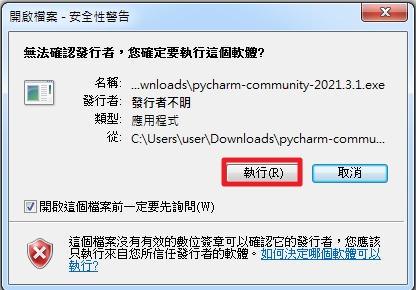 開啟檔案 - 安全性警告
無法確認發行者，您確定要執行這個軟體?
名稱: ...wnloads\pycharm-community-2021.3.1.exe
發行者: 發行者不明
類型: 應用程式
從: C:\Users\user\Downloads\pycharm-commu...
執行(R) 取消
開啟這個檔案前一定要先詢問(W)
這個檔案沒有有效的數位簽章可以確認它的發行者，您應該
只執行來自您所信任發行者的軟體。如何決定哪個軟體可以
執行?